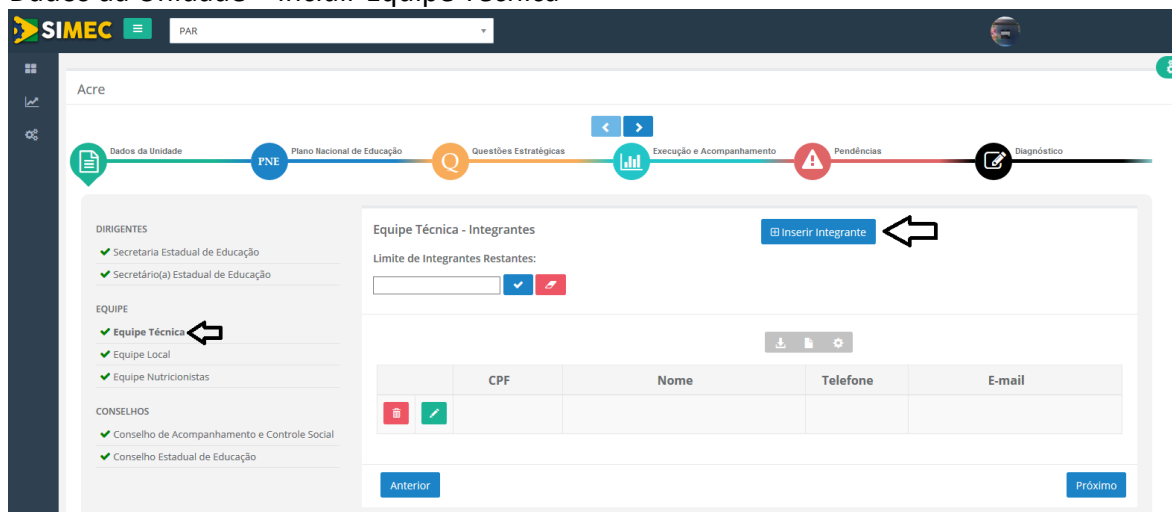 Dados da Unidade – Incluir Equipe Técnica
SIMEC
PAR
Acre
Dados da Unidade
PNE
Plano Nacional de Educação
Q
Questões Estratégicas
Execução e Acompanhamento
Pendências
Diagnóstico
DIRIGENTES
Secretaria Estadual de Educação
Secretário(a) Estadual de Educação
EQUIPE
Equipe Técnica
Equipe Local
Equipe Nutricionistas
CONSELHOS
Conselho de Acompanhamento e Controle Social
Conselho Estadual de Educação
Equipe Técnica - Integrantes
Inserir Integrante
Limite de Integrantes Restantes:
CPF Nome Telefone E-mail
Anterior
Próximo